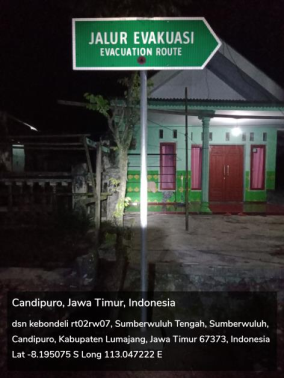 JALUR EVAKUASI
EVACUATION ROUTE
Candipuro, Jawa Timur, Indonesia
dsn kebondeli rt02rw07, Sumberwuluh Tengah, Sumberwuluh,
Candipuro, Kabupaten Lumajang, Jawa Timur 67373, Indonesia
Lat -8.195075 S Long 113.047222 E